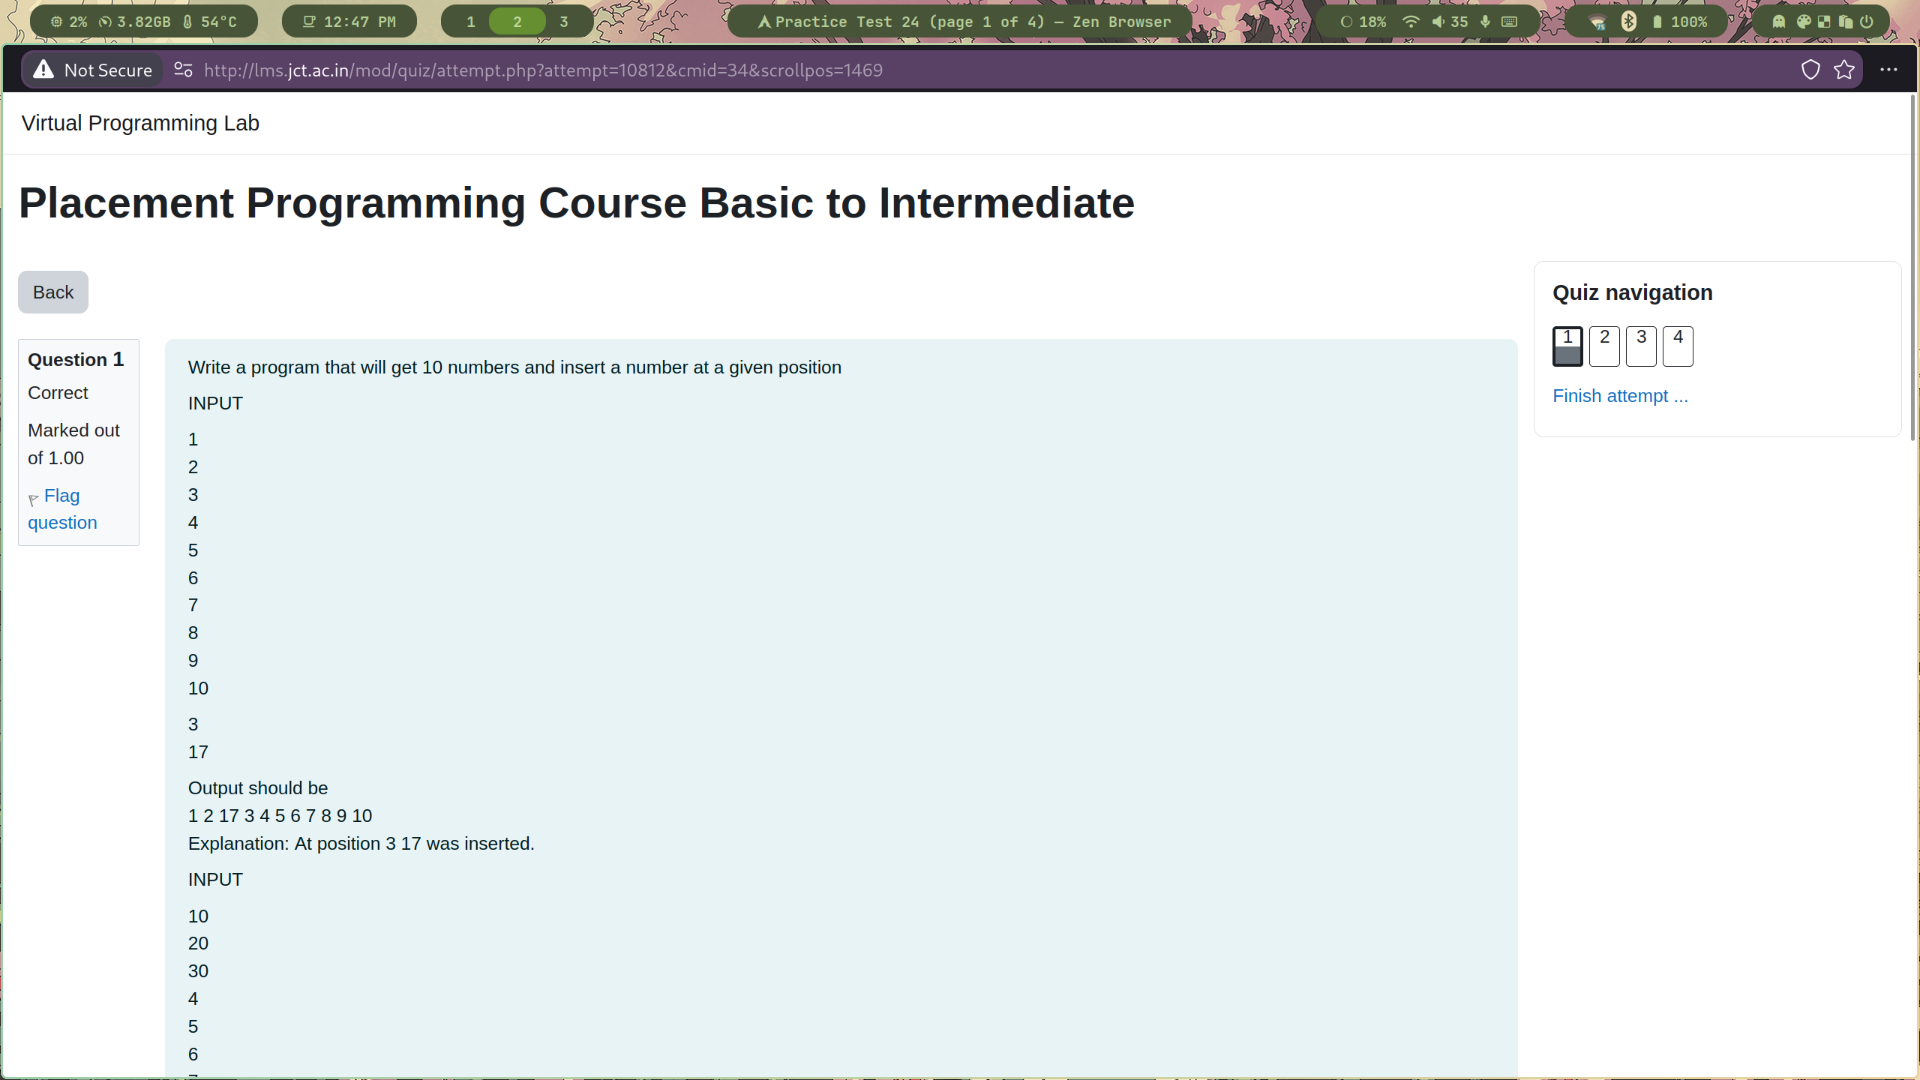 2% 3.82GB 54°C 12:47 PM 1 2 3 Practice Test 24 (page 1 of 4) — Zen Browser 18% 35 100%
Not Secure http://lms.jct.ac.in/mod/quiz/attempt.php?attempt=10812&cmid=34&scrollpos=1469
Virtual Programming Lab
Placement Programming Course Basic to Intermediate
Back
Question 1
Correct
Marked out
of 1.00
Flag
question
Write a program that will get 10 numbers and insert a number at a given position
INPUT
1
2
3
4
5
6
7
8
9
10
3
17
Output should be
1 2 17 3 4 5 6 7 8 9 10
Explanation: At position 3 17 was inserted.
INPUT
10
20
30
4
5
6
Quiz navigation
1 2 3 4
Finish attempt ...